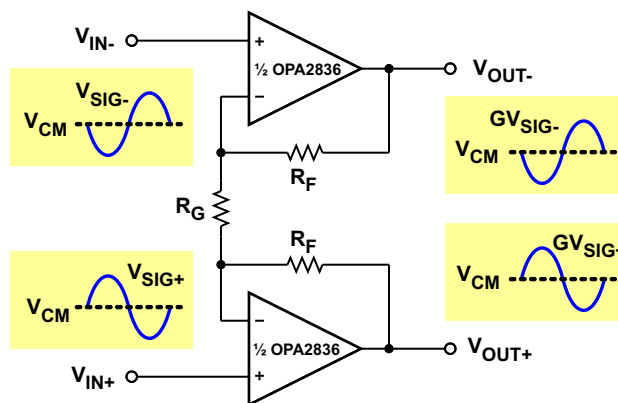 VIN-
+
½ OPA2836
−
VOUT-
VSIG-
VCM
GVSIG-
VCM
RF
RG
RF
VSIG+
VCM
GVSIG+
VCM
−
½ OPA2836
+
VOUT+
VIN+